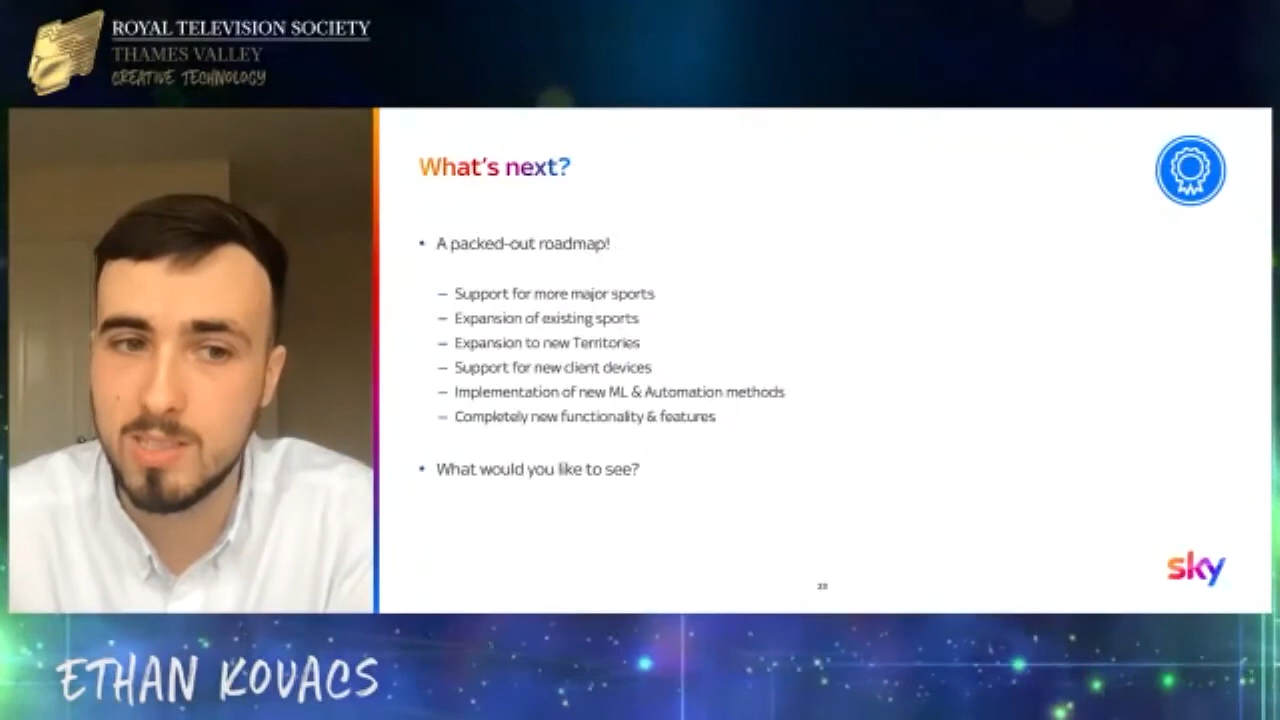 ROYAL TELEVISION SOCIETY
THAMES VALLEY
CREATIVE TECHNOLOGY
What's next?
• A packed-out roadmap!
– Support for more major sports
– Expansion of existing sports
– Expansion to new Territories
– Support for new client devices
– Implementation of new ML & Automation methods
– Completely new functionality & features
• What would you like to see?
sky
ETHAN KOVACS